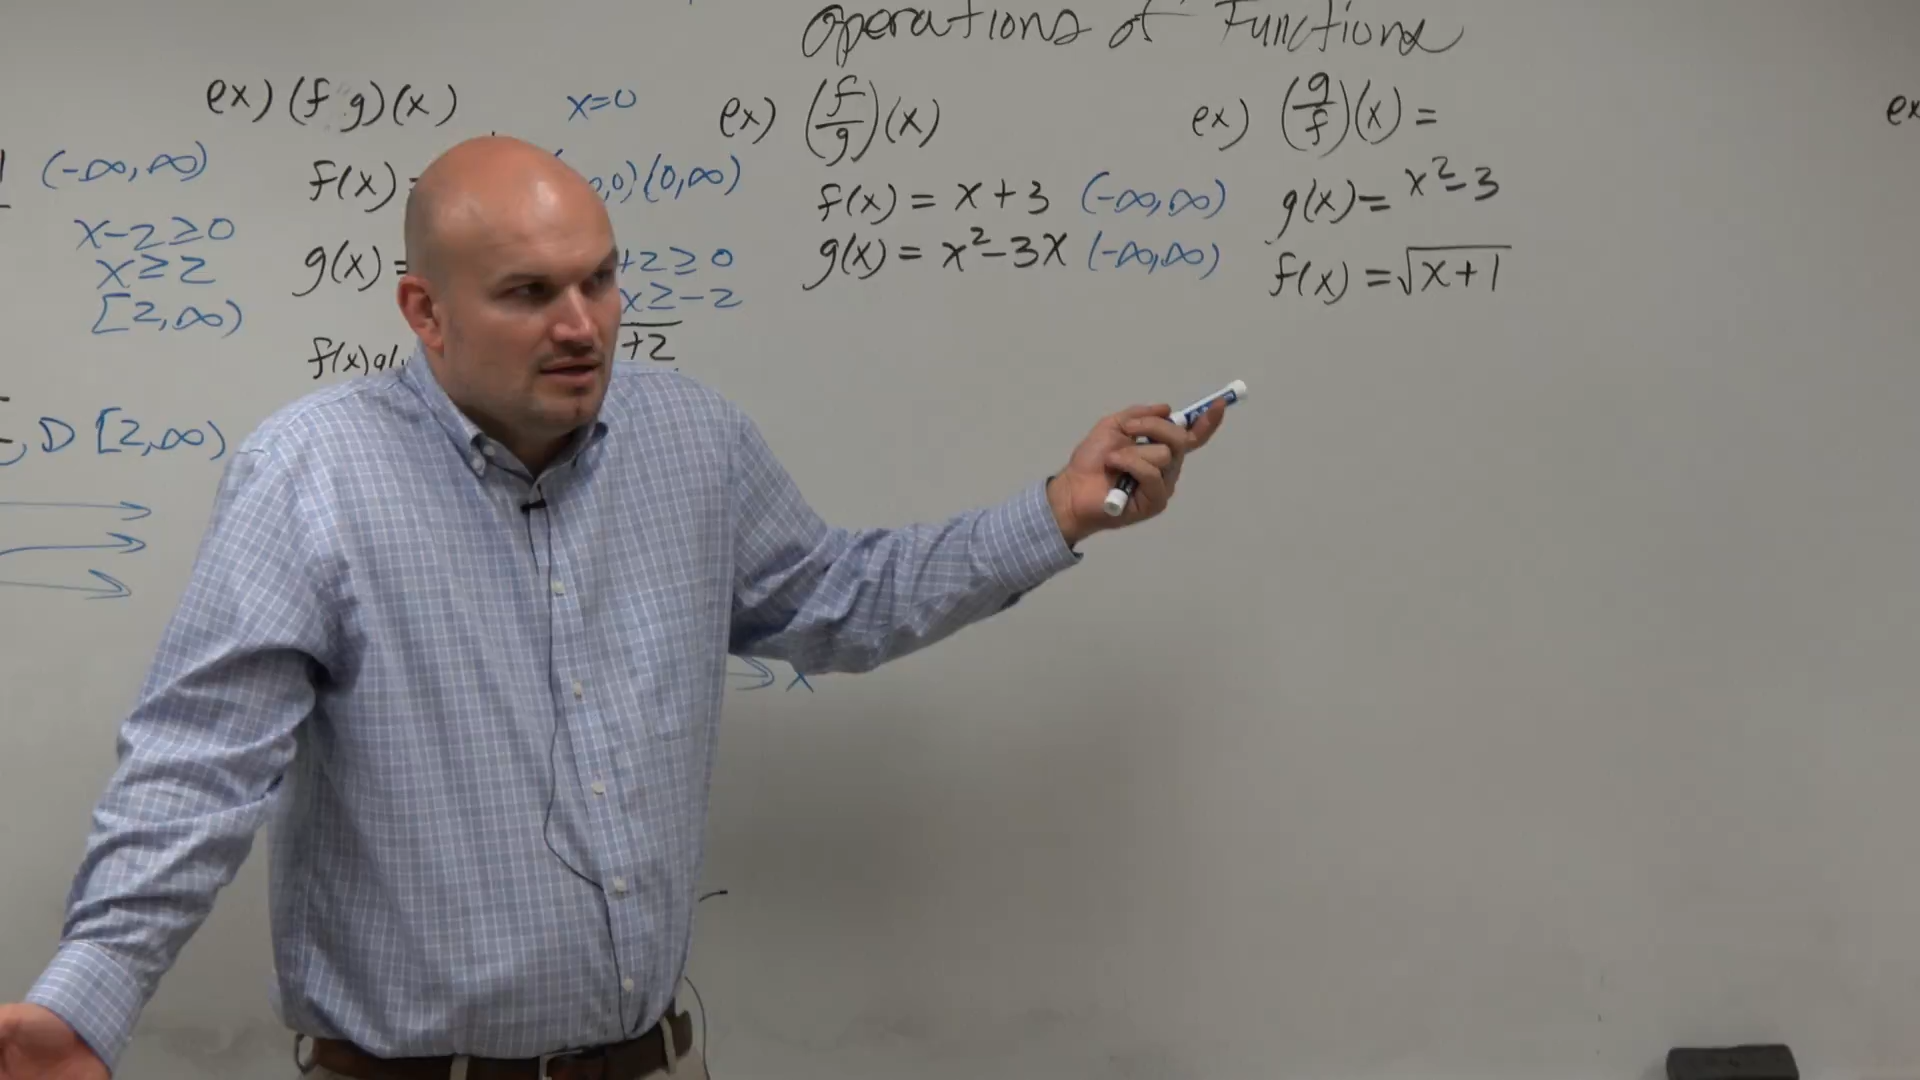 Operations of Functions
ex) (f g)(x)
x=0
(-∞,∞)
f(x)
,0)(0,∞)
x-2≥0
x≥2
[2,∞)
g(x)=
+2≥0
x≥-2
+2
f(x)g(
D [2,∞)
x
ex) (f/g)(x)
f(x) = x+3 (-∞,∞)
g(x) = x²-3x (-∞,∞)
ex) (g/f)(x) =
g(x)= x²-3
f(x) = √x+1
ex